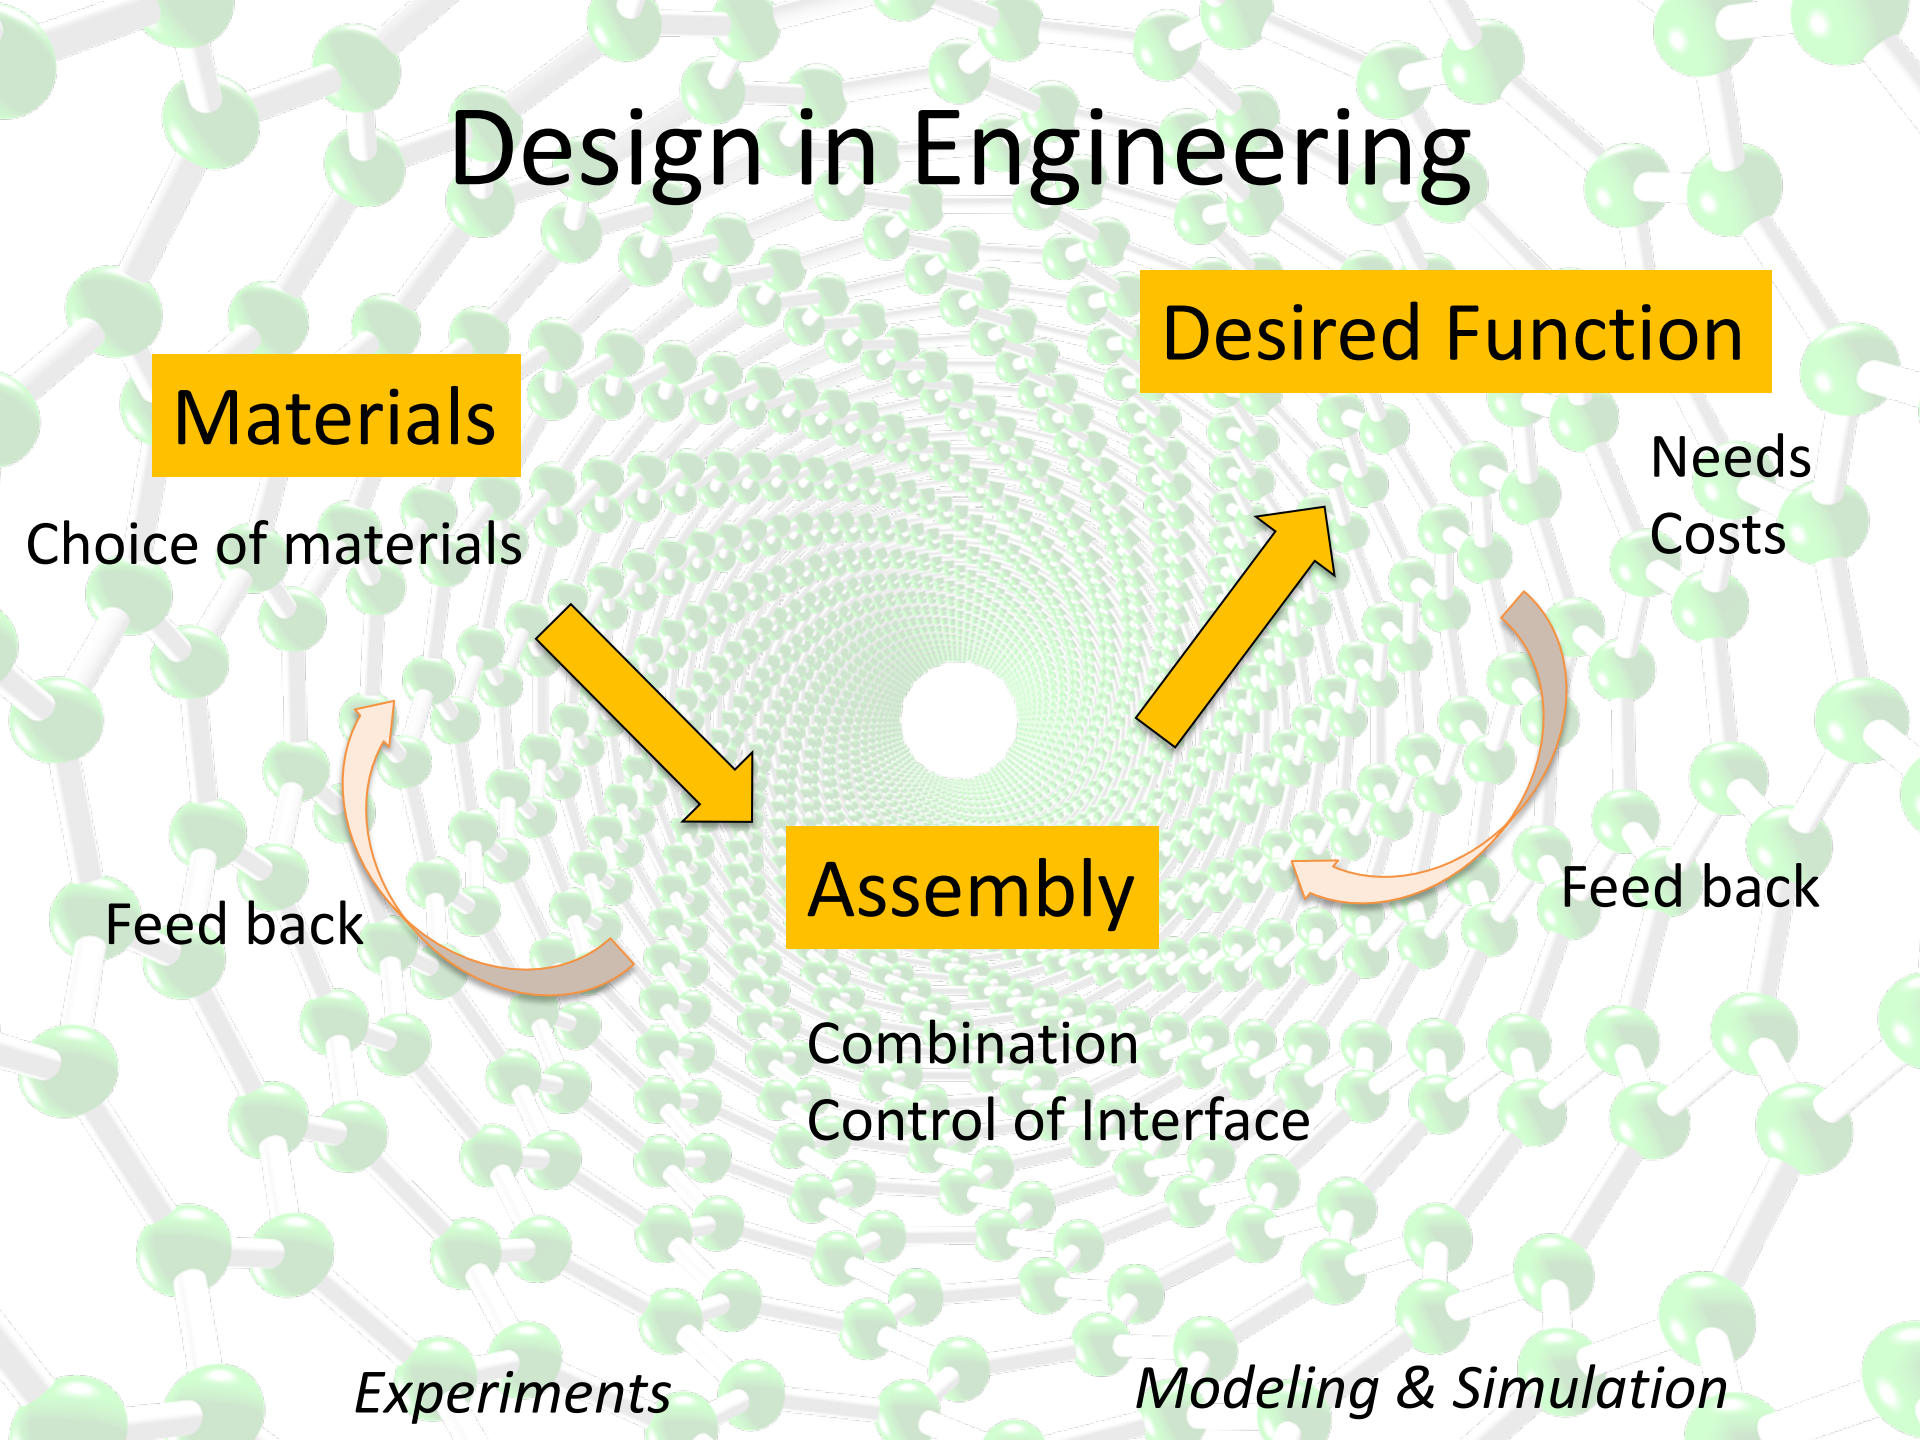 Design in Engineering
Desired Function
Materials
Needs
Costs
Choice of materials
Assembly
Feed back
Feed back
Combination
Control of Interface
Experiments
Modeling & Simulation